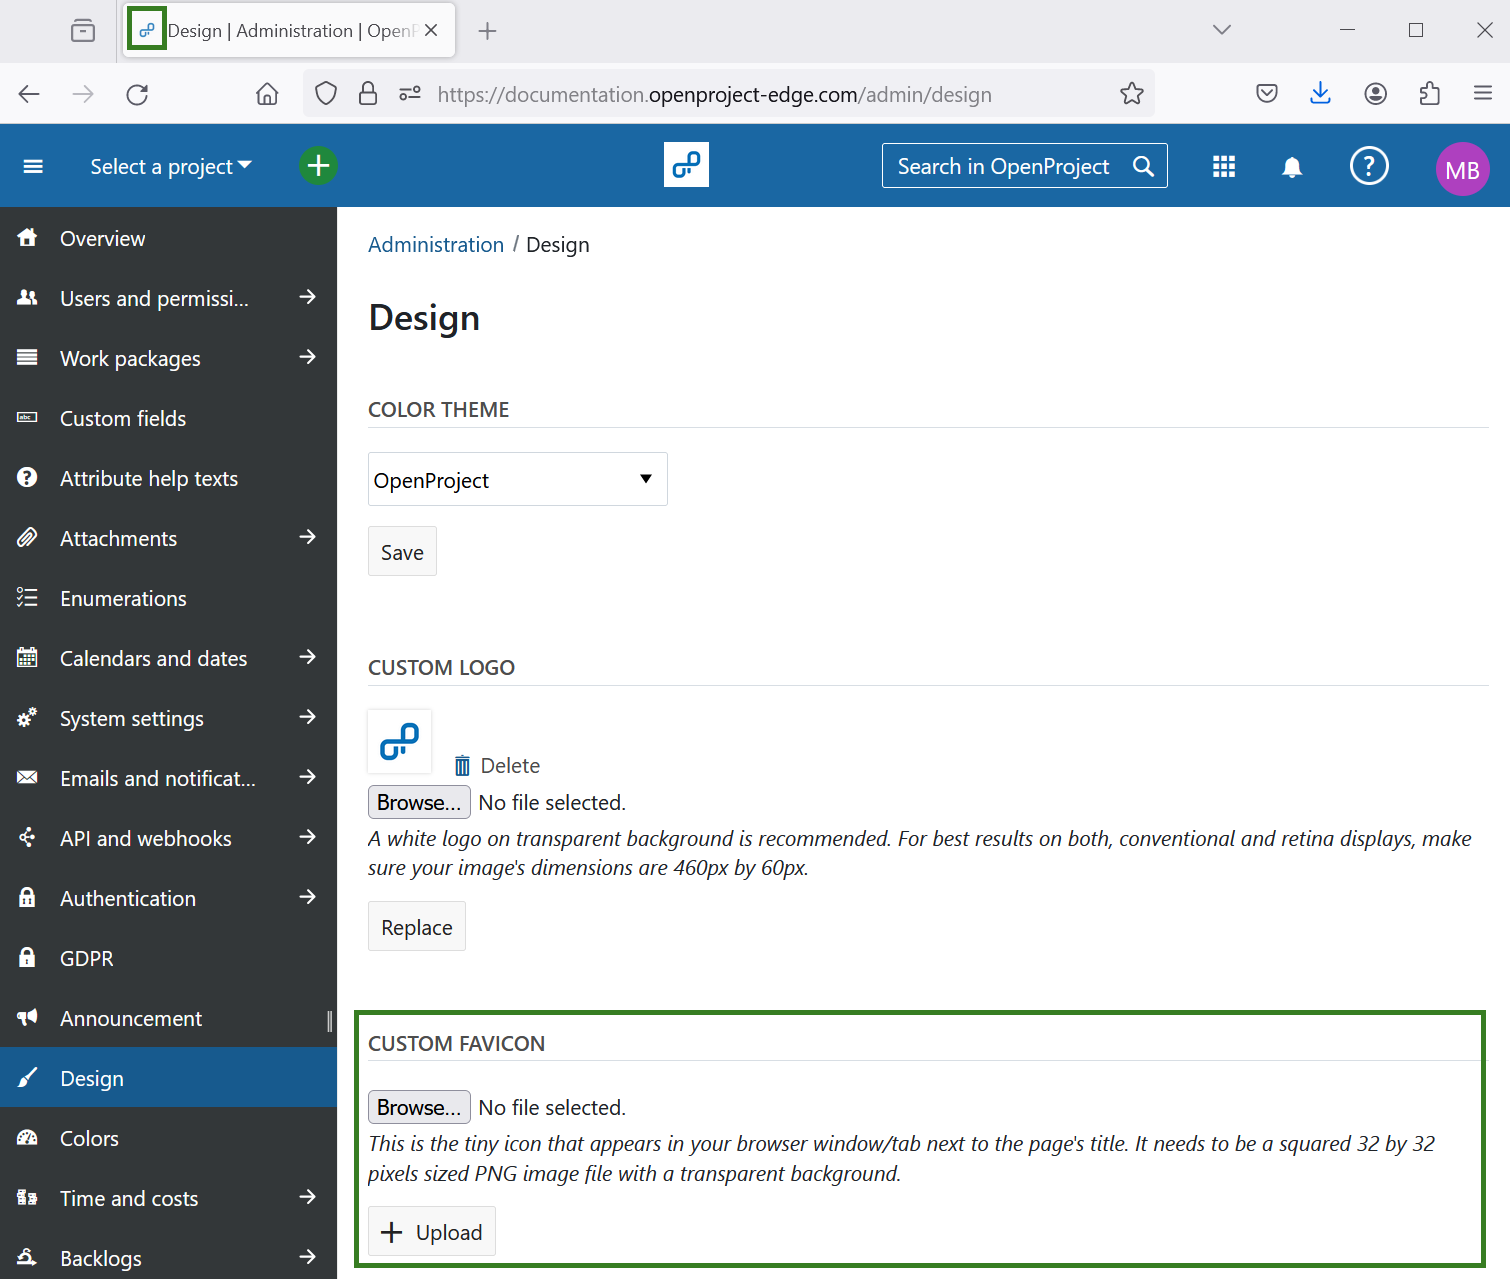 Design | Administration | OpenP
https://documentation.openproject-edge.com/admin/design
Select a project
Search in OpenProject
?
MB
Overview
Users and permissi...
Work packages
Custom fields
Attribute help texts
Attachments
Enumerations
Calendars and dates
System settings
Emails and notificat...
API and webhooks
Authentication
GDPR
Announcement
Design
Colors
Time and costs
Backlogs
Administration / Design
Design
COLOR THEME
OpenProject
Save
CUSTOM LOGO
Delete
Browse... No file selected.
A white logo on transparent background is recommended. For best results on both, conventional and retina displays, make
sure your image's dimensions are 460px by 60px.
Replace
CUSTOM FAVICON
Browse... No file selected.
This is the tiny icon that appears in your browser window/tab next to the page's title. It needs to be a squared 32 by 32
pixels sized PNG image file with a transparent background.
+ Upload